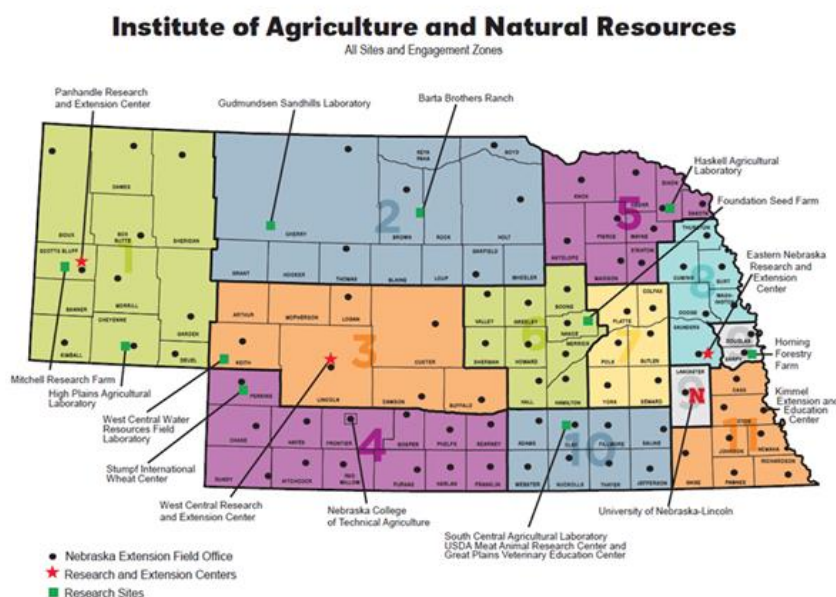 Institute of Agriculture and Natural Resources
All Sites and Engagement Zones
Panhandle Research
and Extension Center
Gudmundsen Sandhills Laboratory
Barta Brothers Ranch
Haskell Agricultural
Laboratory
Foundation Seed Farm
Eastern Nebraska
Research and
Extension
Center
Horning
Forestry
Farm
Kimmel Extension and
Education
Center
SIOUX
DAWES
BOX
BUTTE
SHERIDAN
SCOTTS BLUFF
BANNER
MORRILL
CHEYENNE
KIMBALL
GARDEN
DEUEL
1
CHERRY
KEYA
PAHA
BOYD
BROWN
ROCK
HOLT
GRANT
HOOKER
THOMAS
BLAINE
LOUP
GARFIELD
WHEELER
2
KNOX
CEDAR
DIXON
DAKOTA
PIERCE
WAYNE
ANTELOPE
MADISON
STANTON
5
THURSTON
CUMING
BURT
DODGE
WASH-
INGTON
SAUNDERS
8
DOUGLAS
SARPY
ARTHUR
MCPHERSON
LOGAN
KEITH
LINCOLN
CUSTER
DAWSON
BUFFALO
3
VALLEY
GREELEY
BOONE
NANCE
MERRICK
SHERMAN
HOWARD
HALL
HAMILTON
6
PLATTE
COLFAX
POLK
BUTLER
YORK
SEWARD
7
LANCASTER
9
N
CASS
OTOE
JOHNSON
NEMAHA
GAGE
PAWNEE
RICHARDSON
11
PERKINS
CHASE
HAYES
FRONTIER
GOSPER
PHELPS
KEARNEY
DUNDY
HITCHCOCK
RED
WILLOW
FURNAS
HARLAN
FRANKLIN
4
ADAMS
CLAY
FILLMORE
SALINE
WEBSTER
NUCKOLLS
THAYER
JEFFERSON
10
Mitchell Research Farm
High Plains Agricultural
Laboratory
West Central Water
Resources Field
Laboratory
Stumpf International
Wheat Center
West Central Research
and Extension Center
Nebraska College
of Technical Agriculture
South Central Agricultural Laboratory
USDA Meat Animal Research Center and
Great Plains Veterinary Education Center
University of Nebraska-Lincoln
Nebraska Extension Field Office
Research and Extension Centers
Research Sites